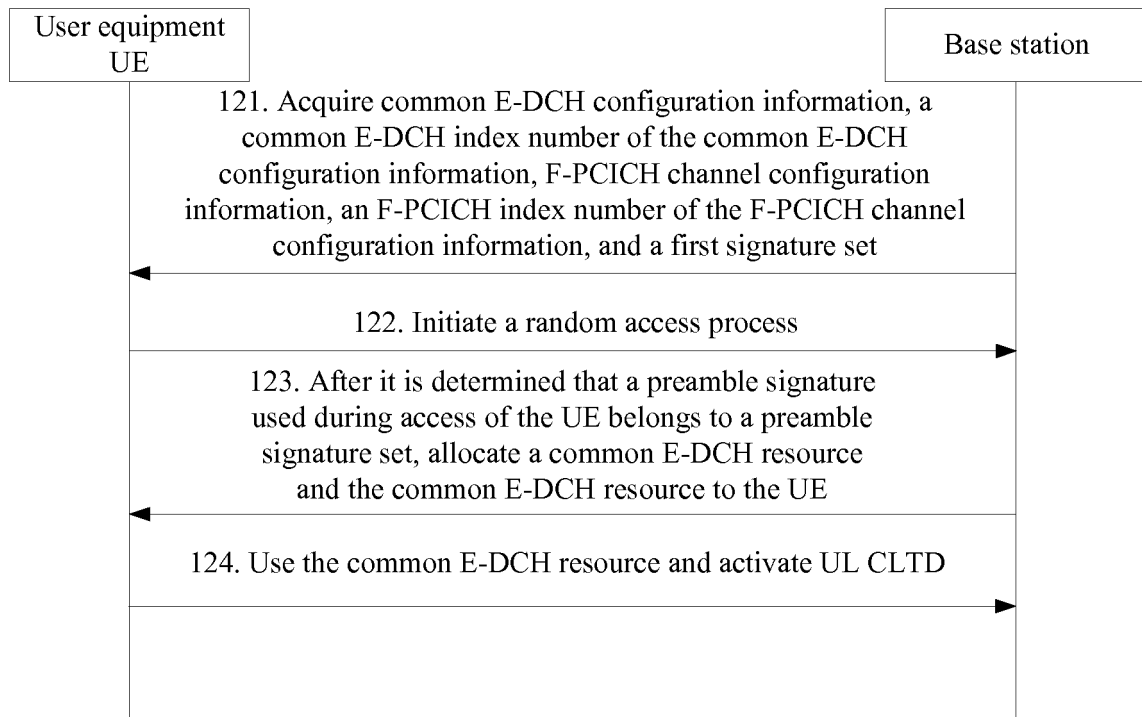 User equipment
UE
Base station
121. Acquire common E-DCH configuration information, a
common E-DCH index number of the common E-DCH
configuration information, F-PCICH channel configuration
information, an F-PCICH index number of the F-PCICH channel
configuration information, and a first signature set
122. Initiate a random access process
123. After it is determined that a preamble signature
used during access of the UE belongs to a preamble
signature set, allocate a common E-DCH resource
and the common E-DCH resource to the UE
124. Use the common E-DCH resource and activate UL CLTD